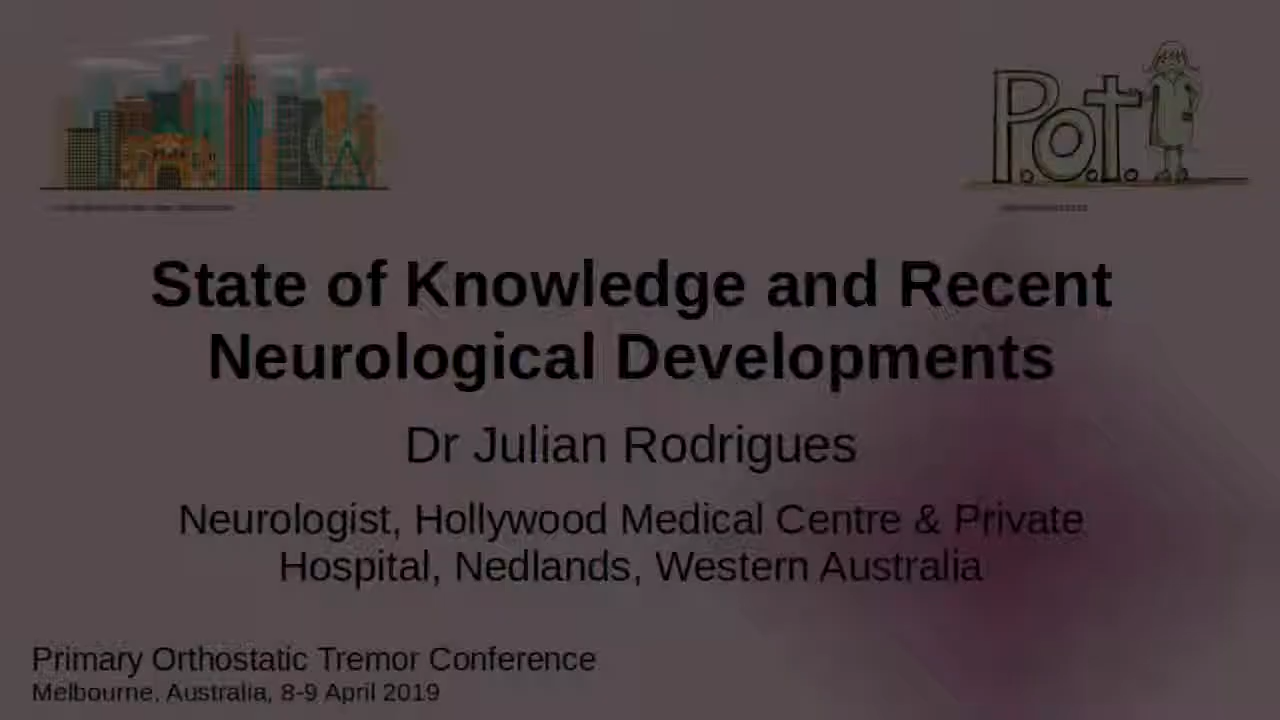 P.o.t.
State of Knowledge and Recent
Neurological Developments
Dr Julian Rodrigues
Neurologist, Hollywood Medical Centre & Private
Hospital, Nedlands, Western Australia
Primary Orthostatic Tremor Conference
Melbourne, Australia, 8-9 April 2019